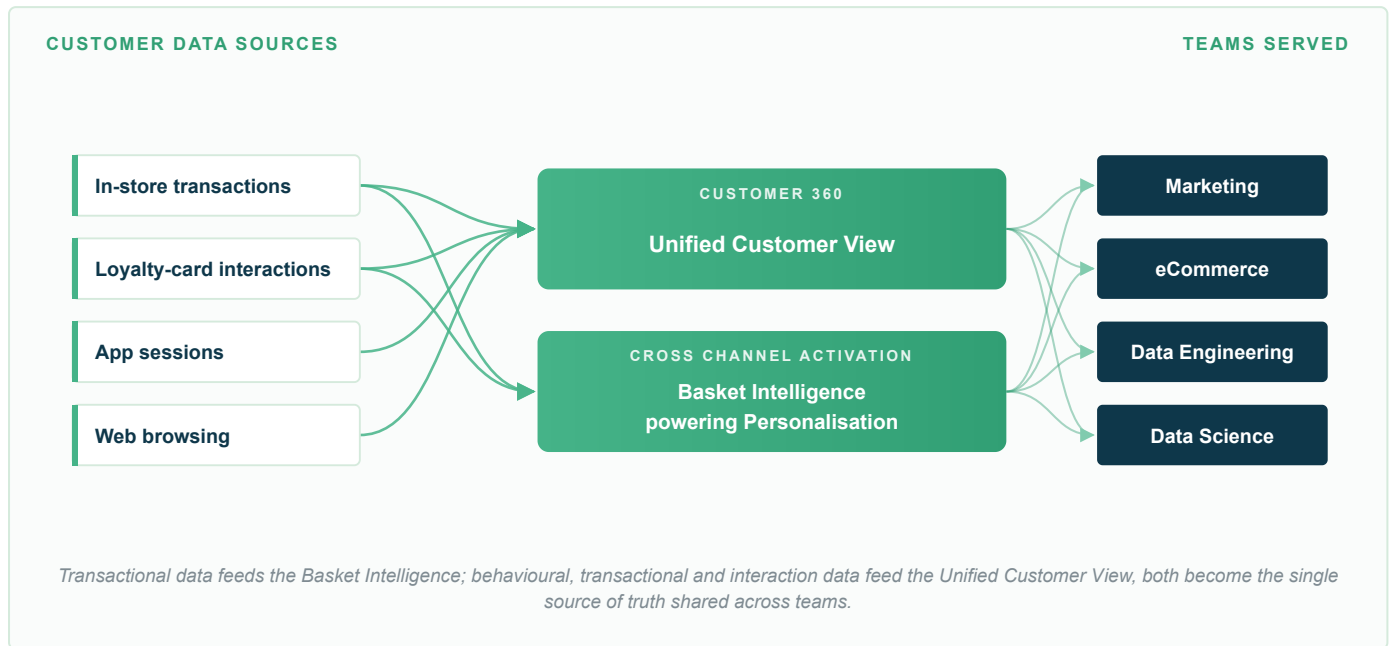 CUSTOMER DATA SOURCES
TEAMS SERVED
In-store transactions
Loyalty-card interactions
App sessions
Web browsing
CUSTOMER 360
Unified Customer View
CROSS CHANNEL ACTIVATION
Basket Intelligence
powering Personalisation
Marketing
eCommerce
Data Engineering
Data Science
Transactional data feeds the Basket Intelligence; behavioural, transactional and interaction data feed the Unified Customer View, both become the single
source of truth shared across teams.